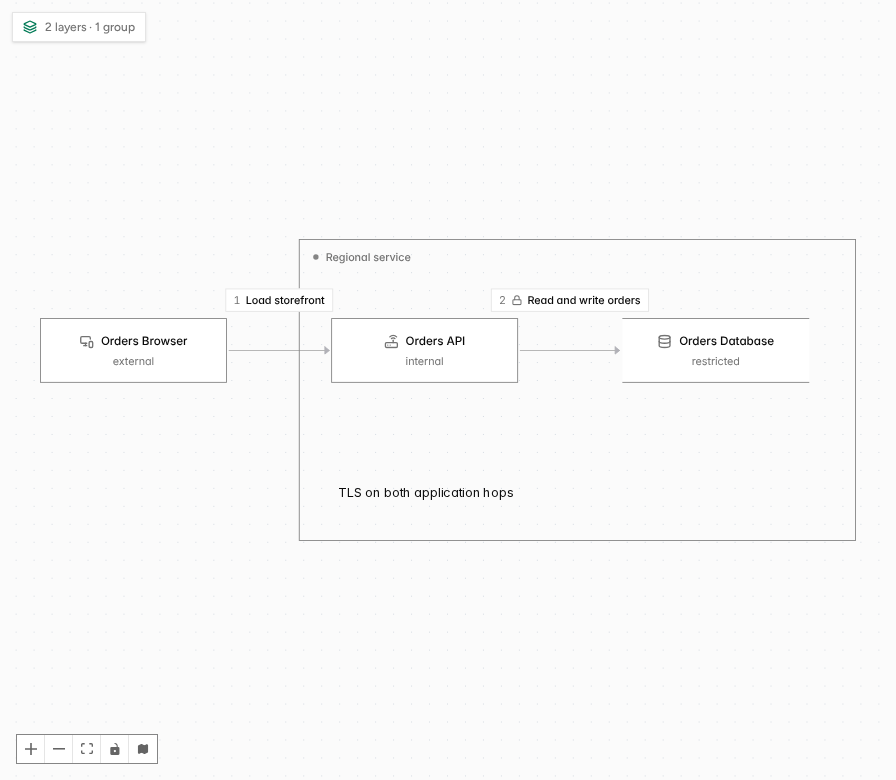 2 layers · 1 group
Regional service
1 Load storefront
2 Read and write orders
Orders Browser
external
Orders API
internal
Orders Database
restricted
TLS on both application hops